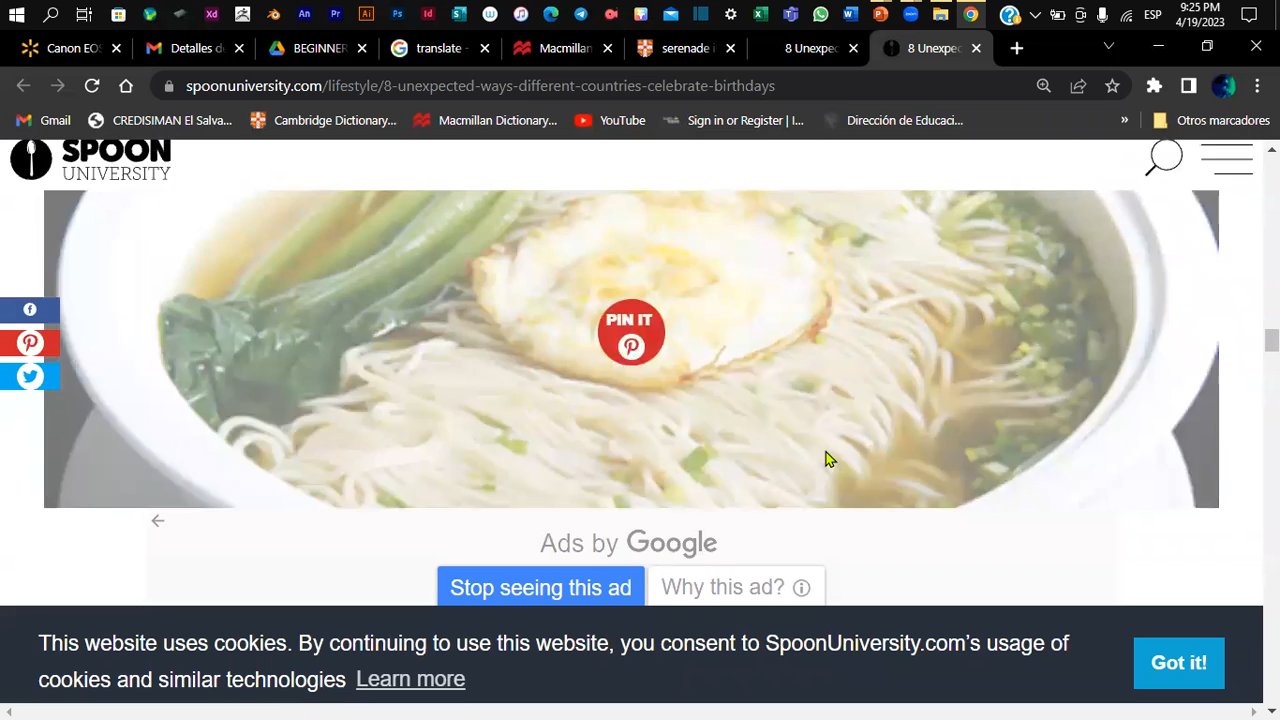 9:25 PM
ESP
4/19/2023
Canon EO
Detalles d
BEGINNER
translate -
Macmillan
serenade i
8 Unexpec
8 Unexpec
spoonuniversity.com/lifestyle/8-unexpected-ways-different-countries-celebrate-birthdays
Gmail
CREDISIMAN El Salva...
Cambridge Dictionary...
Macmillan Dictionary...
YouTube
Sign in or Register | I...
Dirección de Educaci...
»
Otros marcadores
SPOON
UNIVERSITY
PIN IT
Ads by Google
Stop seeing this ad
Why this ad?
This website uses cookies. By continuing to use this website, you consent to SpoonUniversity.com's usage of
cookies and similar technologies Learn more
Got it!